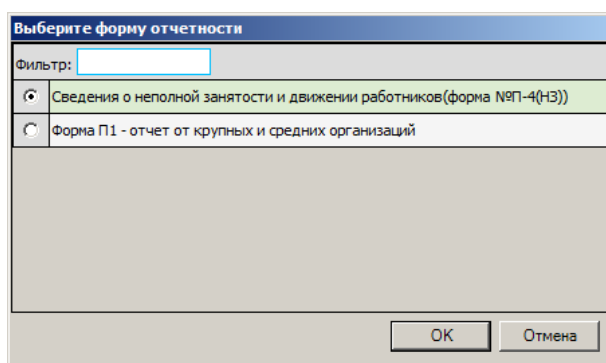 Выберите форму отчетности
Фильтр:
Сведения о неполной занятости и движении работников(форма №П-4(НЗ))
Форма П1 - отчет от крупных и средних организаций
OK
Отмена